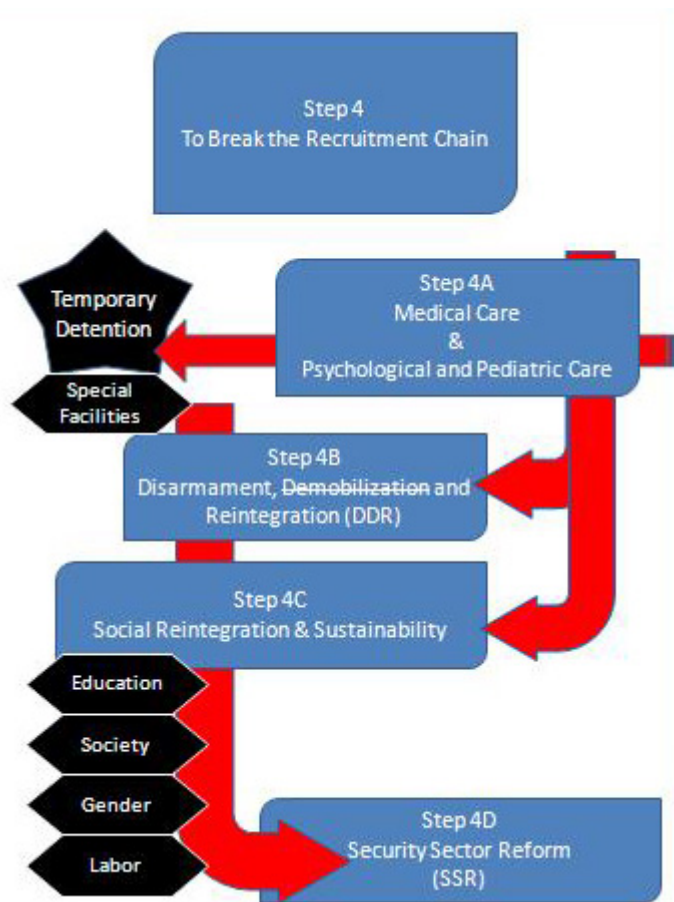 Step 4
To Break the Recruitment Chain
Temporary
Detention
Special
Facilities
Step 4A
Medical Care
&
Psychological and Pediatric Care
Step 4B
Disarmament, Demobilization and
Reintegration (DDR)
Step 4C
Social Reintegration & Sustainability
Education
Society
Gender
Labor
Step 4D
Security Sector Reform
(SSR)